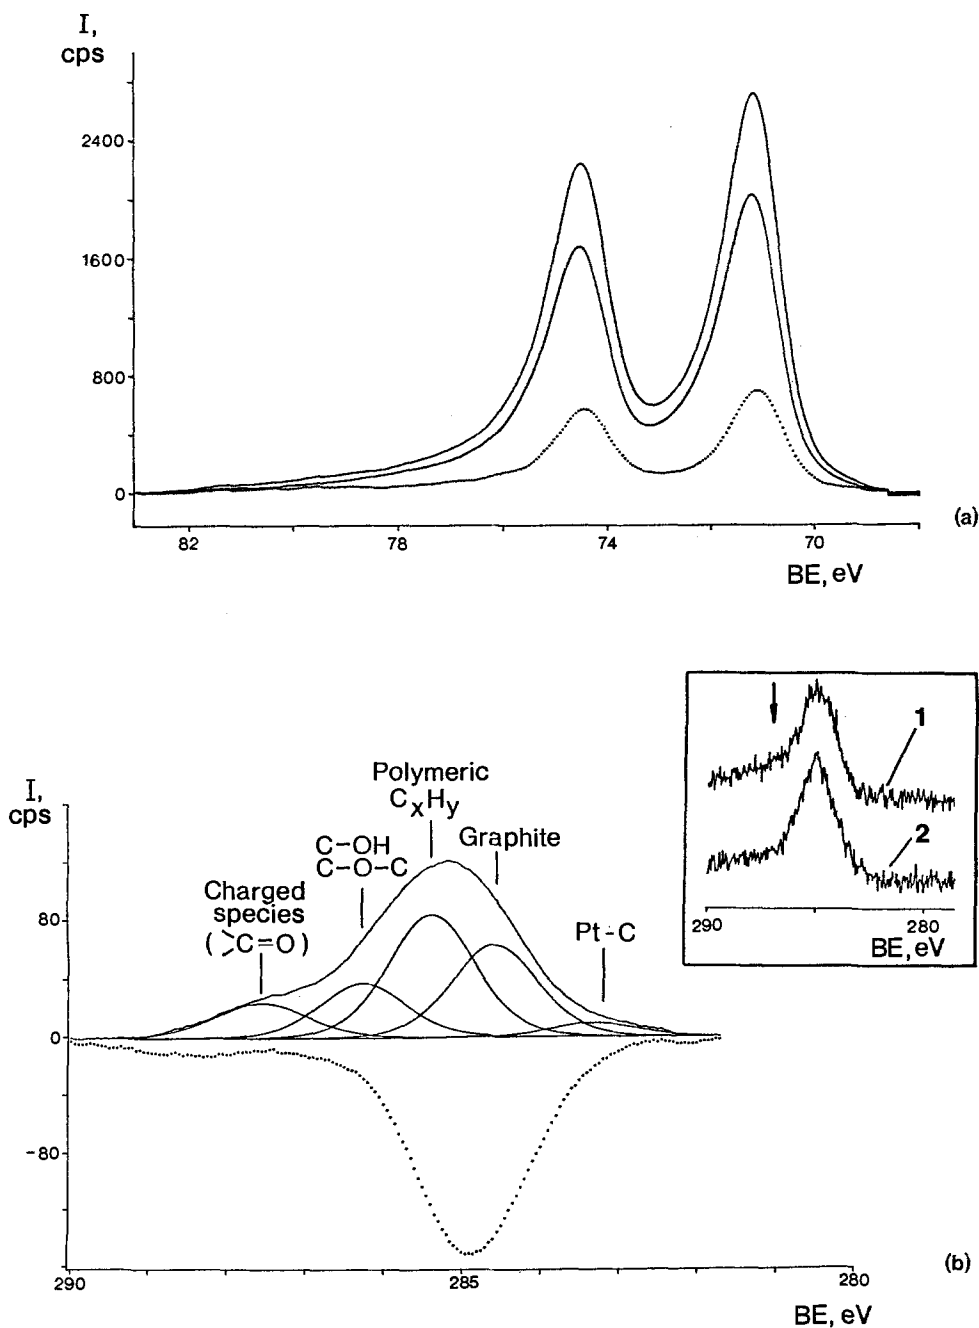 I,
cps
2400
1600
800
0
82
78
74
70
BE, eV
(a)
1
2
290
280
BE, eV
I,
cps
Polymeric
CxHy
C-OH
C-O-C
Graphite
Charged
species
(>C=O)
Pt-C
80
0
-80
290
285
280
BE, eV
(b)